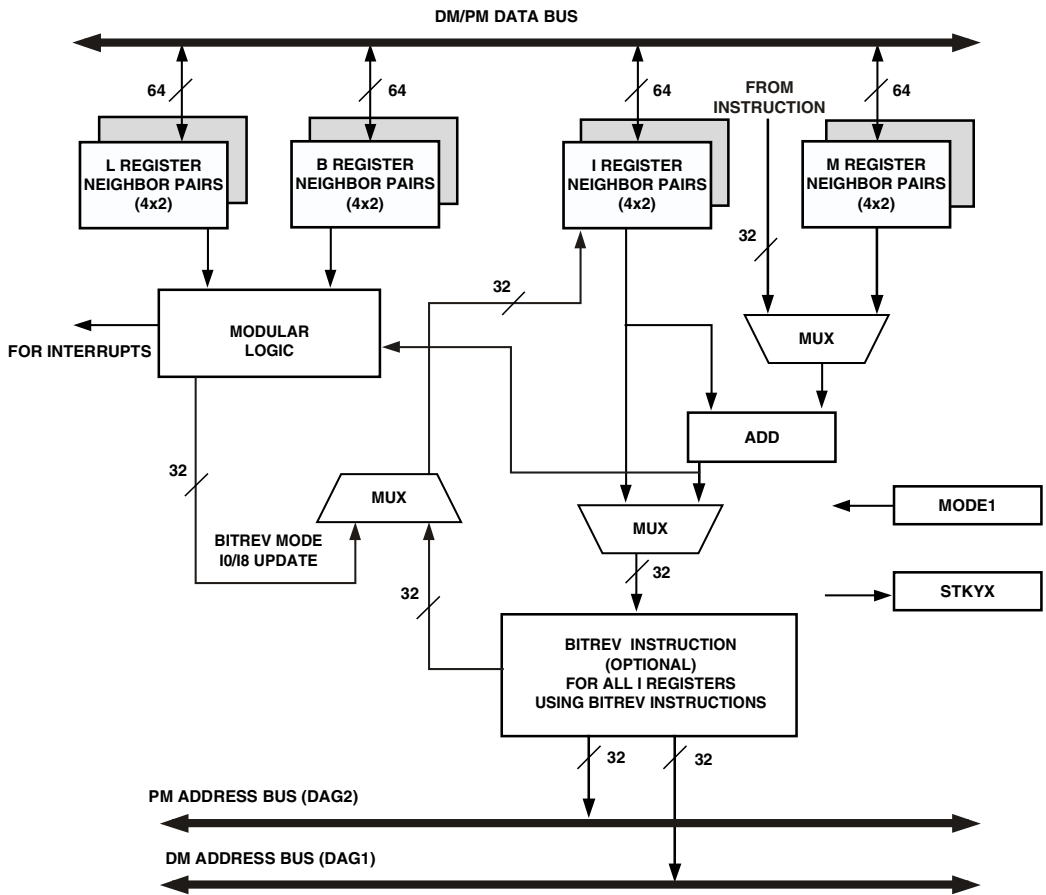 DM/PM DATA BUS
64
64
64
FROM
INSTRUCTION
64
L REGISTER
NEIGHBOR PAIRS
(4x2)
B REGISTER
NEIGHBOR PAIRS
(4x2)
I REGISTER
NEIGHBOR PAIRS
(4x2)
M REGISTER
NEIGHBOR PAIRS
(4x2)
32
32
MODULAR
LOGIC
FOR INTERRUPTS
MUX
ADD
32
MUX
MUX
MODE1
BITREV MODE
I0/I8 UPDATE
32
32
STKYX
BITREV INSTRUCTION
(OPTIONAL)
FOR ALL I REGISTERS
USING BITREV INSTRUCTIONS
32
32
PM ADDRESS BUS (DAG2)
DM ADDRESS BUS (DAG1)